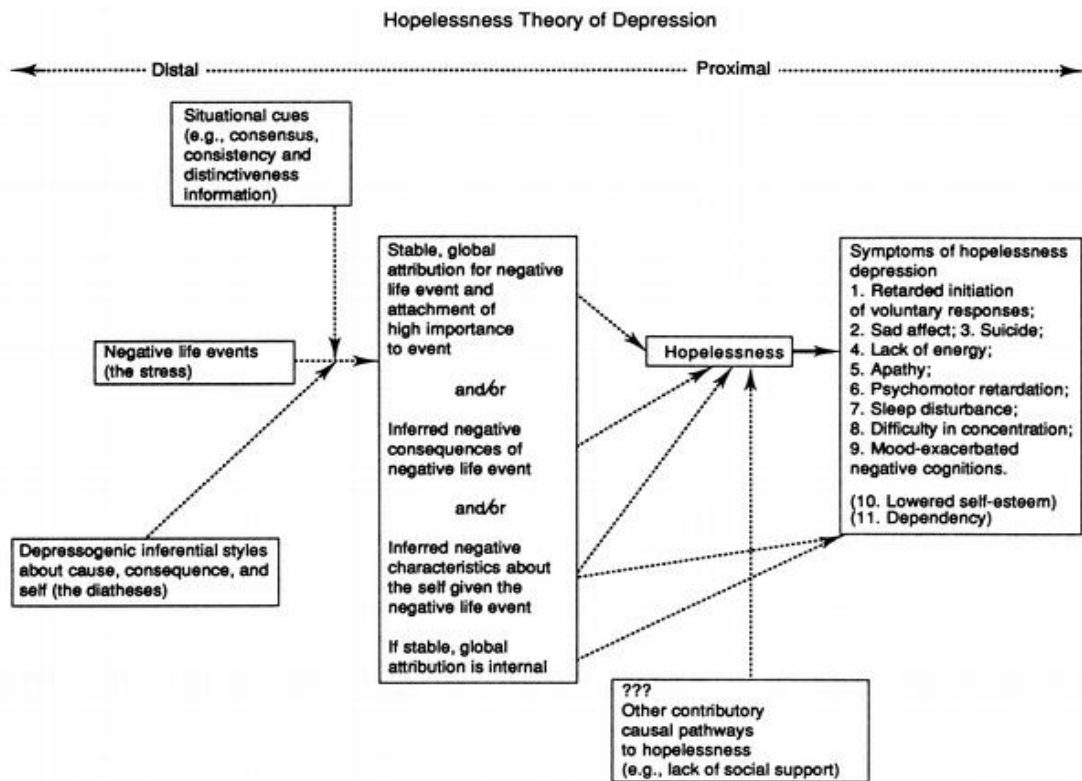 Hopelessness Theory of Depression
Distal
Proximal
Situational cues
(e.g., consensus,
consistency and
distinctiveness
information)
Negative life events
(the stress)
Depressogenic inferential styles
about cause, consequence, and
self (the diatheses)
Stable, global
attribution for negative
life event and
attachment of
high importance
to event
and/or
Inferred negative
consequences of
negative life event
and/or
Inferred negative
characteristics about
the self given the
negative life event
If stable, global
attribution is internal
Hopelessness
???
Other contributory
causal pathways
to hopelessness
(e.g., lack of social support)
Symptoms of hopelessness
depression
1. Retarded initiation
of voluntary responses;
2. Sad affect; 3. Suicide;
4. Lack of energy;
5. Apathy;
6. Psychomotor retardation;
7. Sleep disturbance;
8. Difficulty in concentration;
9. Mood-exacerbated
negative cognitions.
(10. Lowered self-esteem)
(11. Dependency)